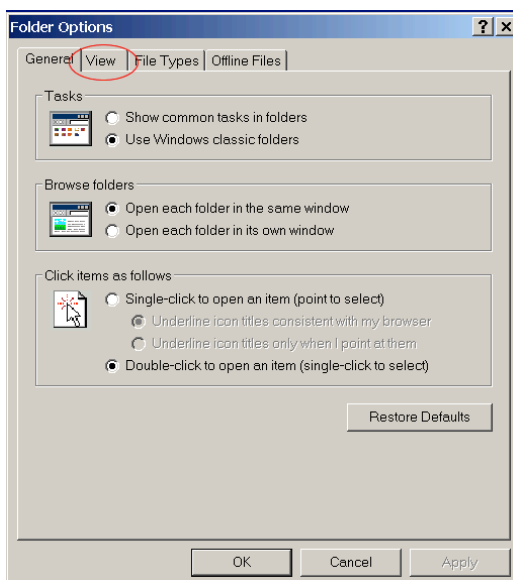 Folder Options
? X
General View File Types Offline Files
Tasks
Show common tasks in folders
Use Windows classic folders
Browse folders
Open each folder in the same window
Open each folder in its own window
Click items as follows
Single-click to open an item (point to select)
Underline icon titles consistent with my browser
Underline icon titles only when I point at them
Double-click to open an item (single-click to select)
Restore Defaults
OK Cancel Apply